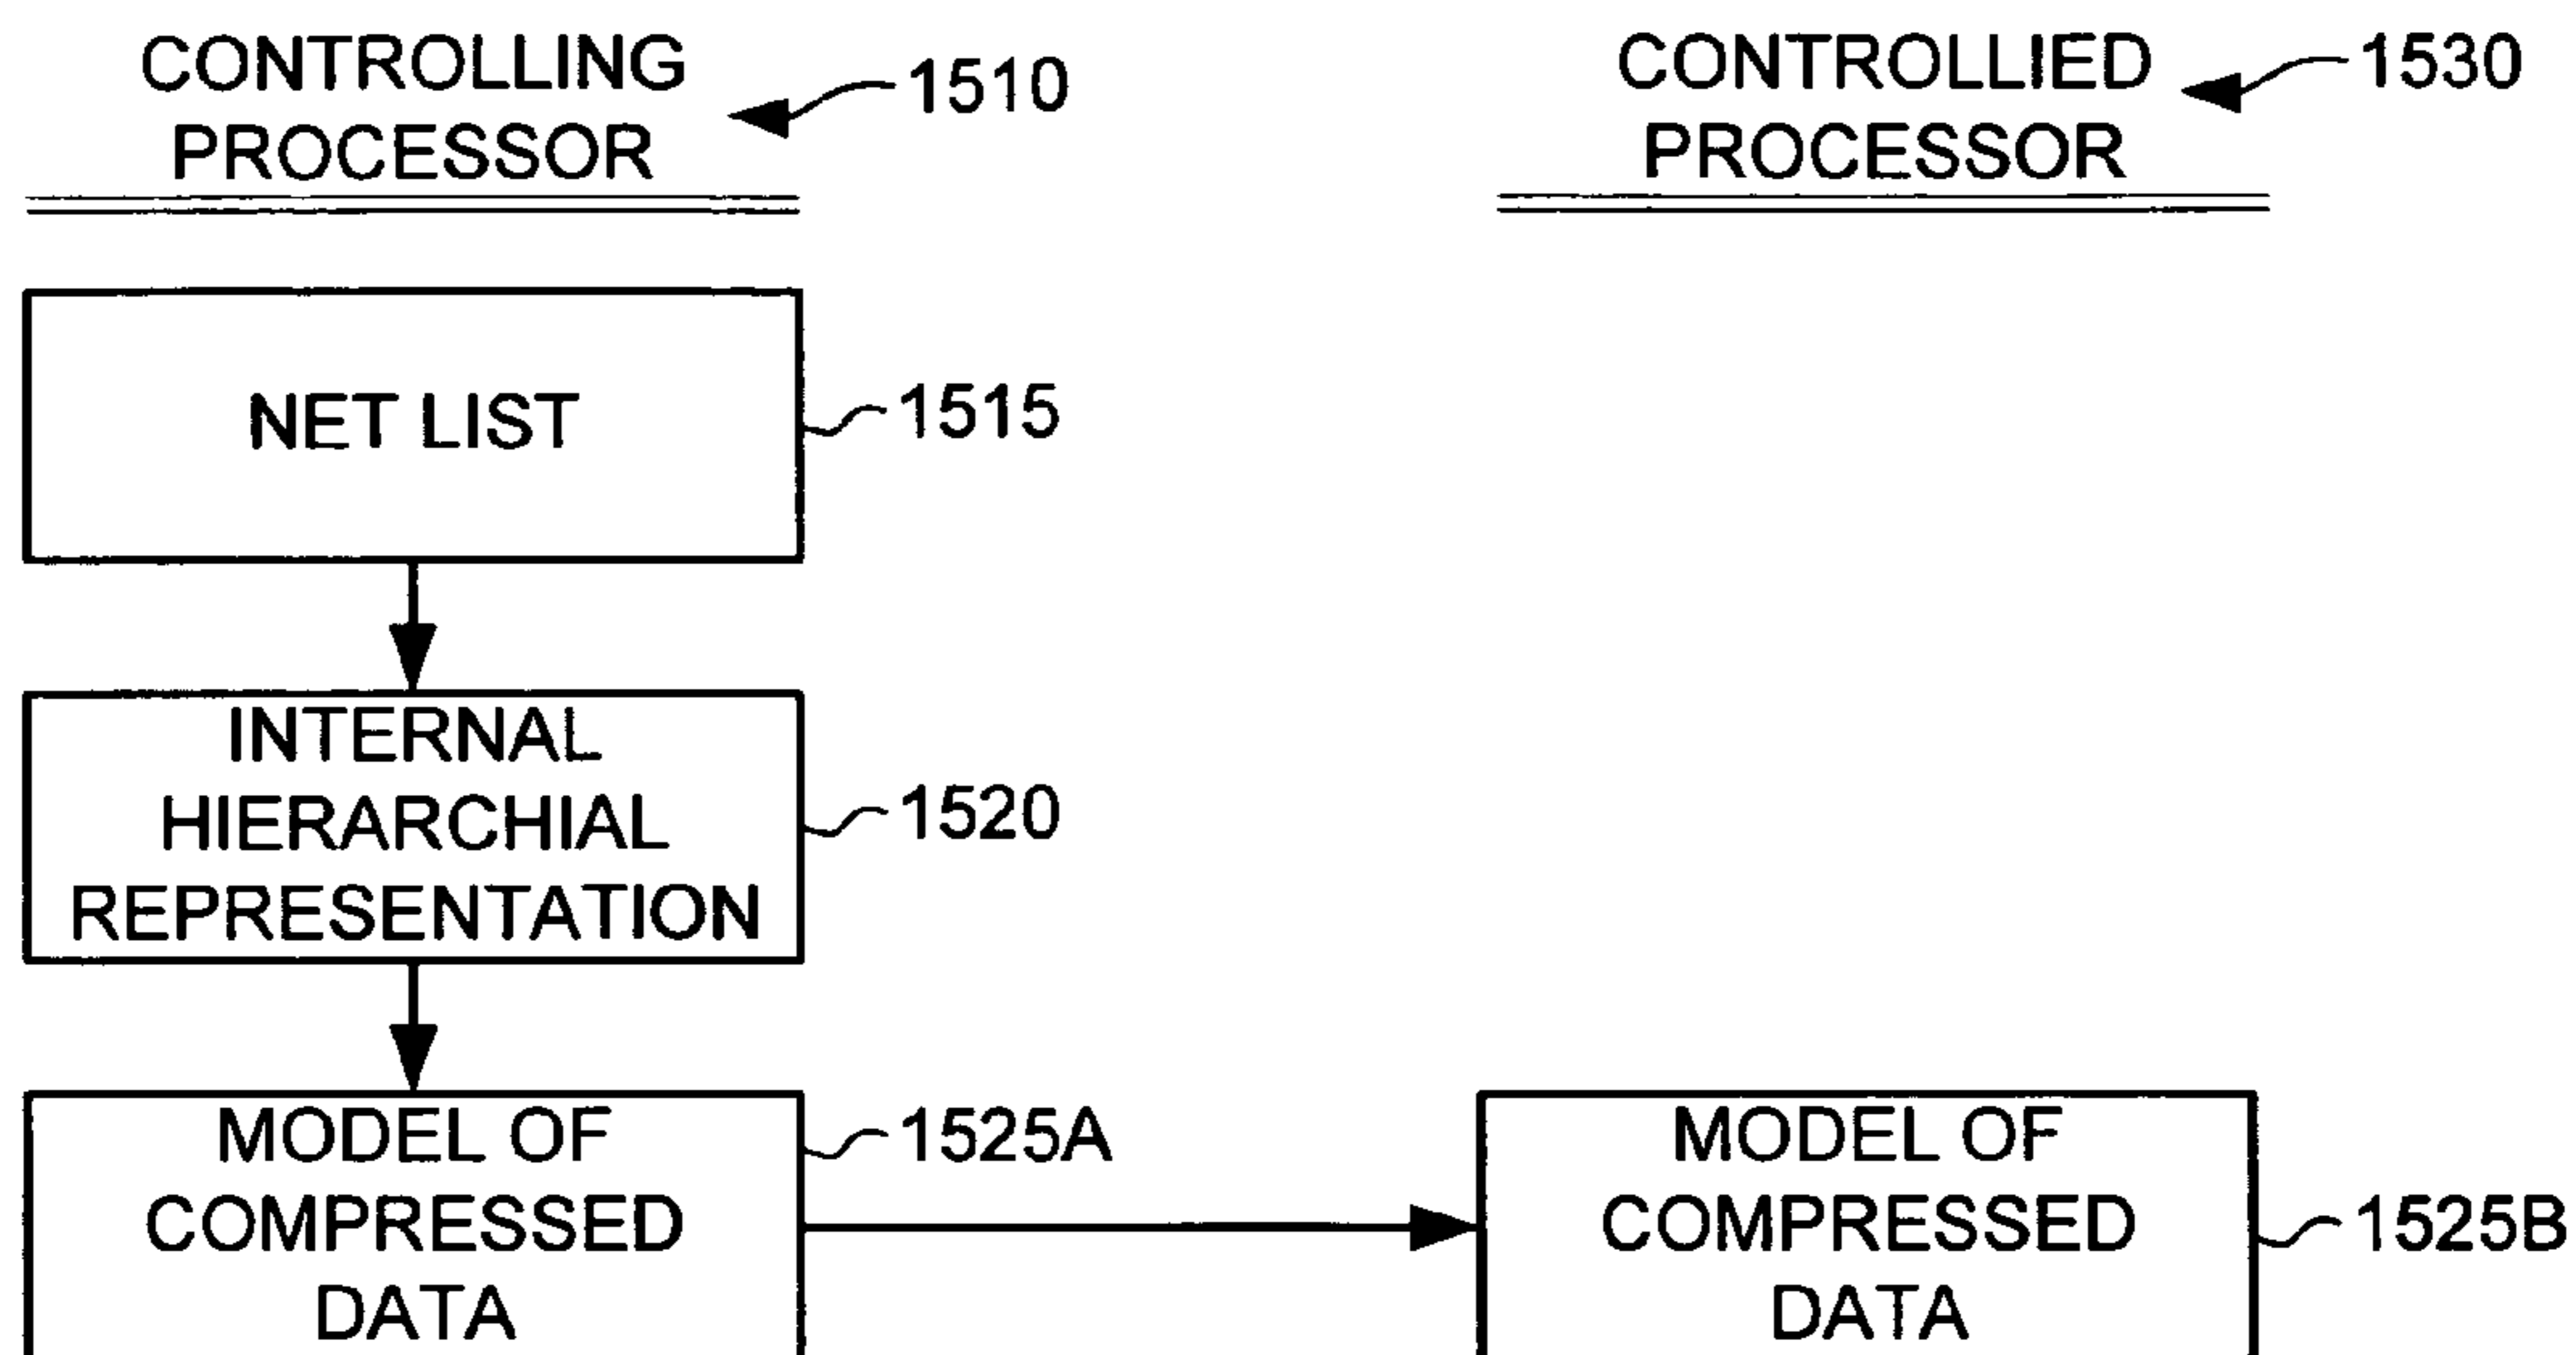 CONTROLLING
PROCESSOR
1510
CONTROLLIED
PROCESSOR
1530
NET LIST
1515
INTERNAL
HIERARCHIAL
REPRESENTATION
1520
MODEL OF
COMPRESSED
DATA
1525A
MODEL OF
COMPRESSED
DATA
1525B